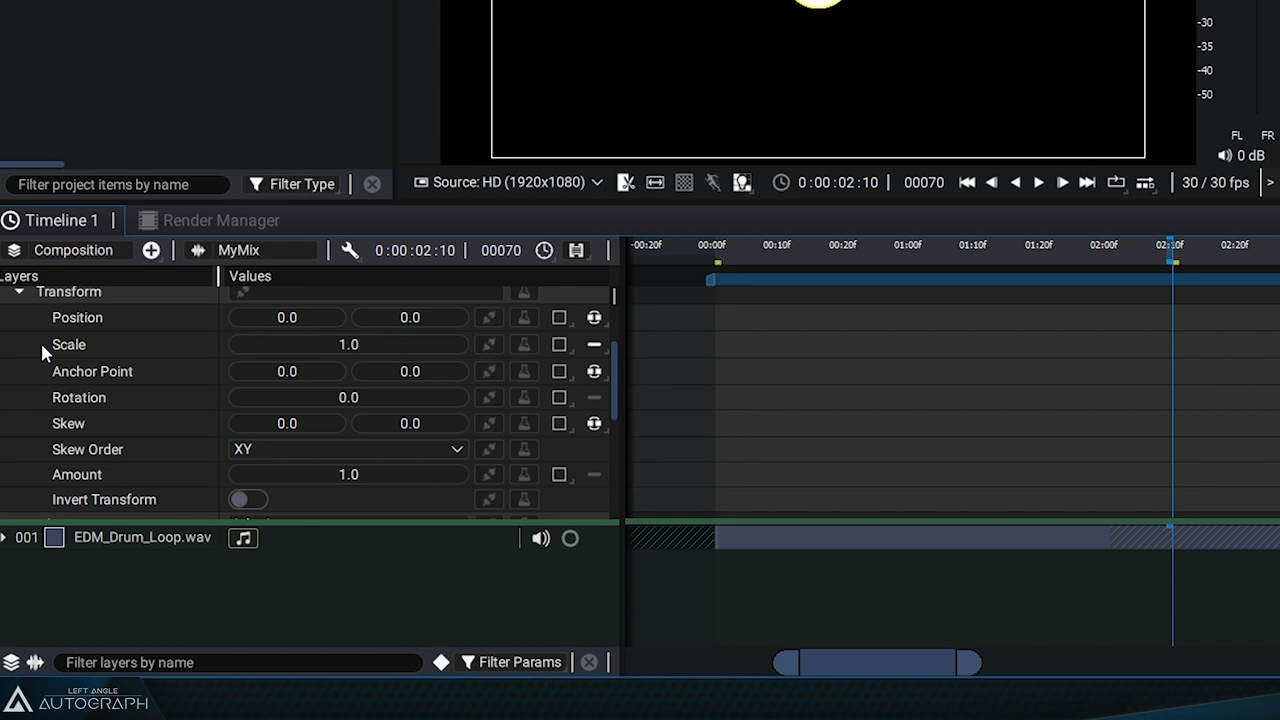 -30
-35
-40
-50
FL FR
0 dB
Filter project items by name
Filter Type
Source: HD (1920x1080)
0:00:02:10
00070
30 / 30 fps
>
Timeline 1
Render Manager
Composition
MyMix
0:00:02:10
00070
-00:20f 00:00f 00:10f 00:20f 01:00f 01:10f 01:20f 02:00f 02:10f 02:20f
Layers
Values
Transform
Position 0.0 0.0
Scale 1.0
Anchor Point 0.0 0.0
Rotation 0.0
Skew 0.0 0.0
Skew Order XY
Amount 1.0
Invert Transform
001 EDM_Drum_Loop.wav
Filter layers by name
Filter Params
LEFT ANGLE
AUTOGRAPH